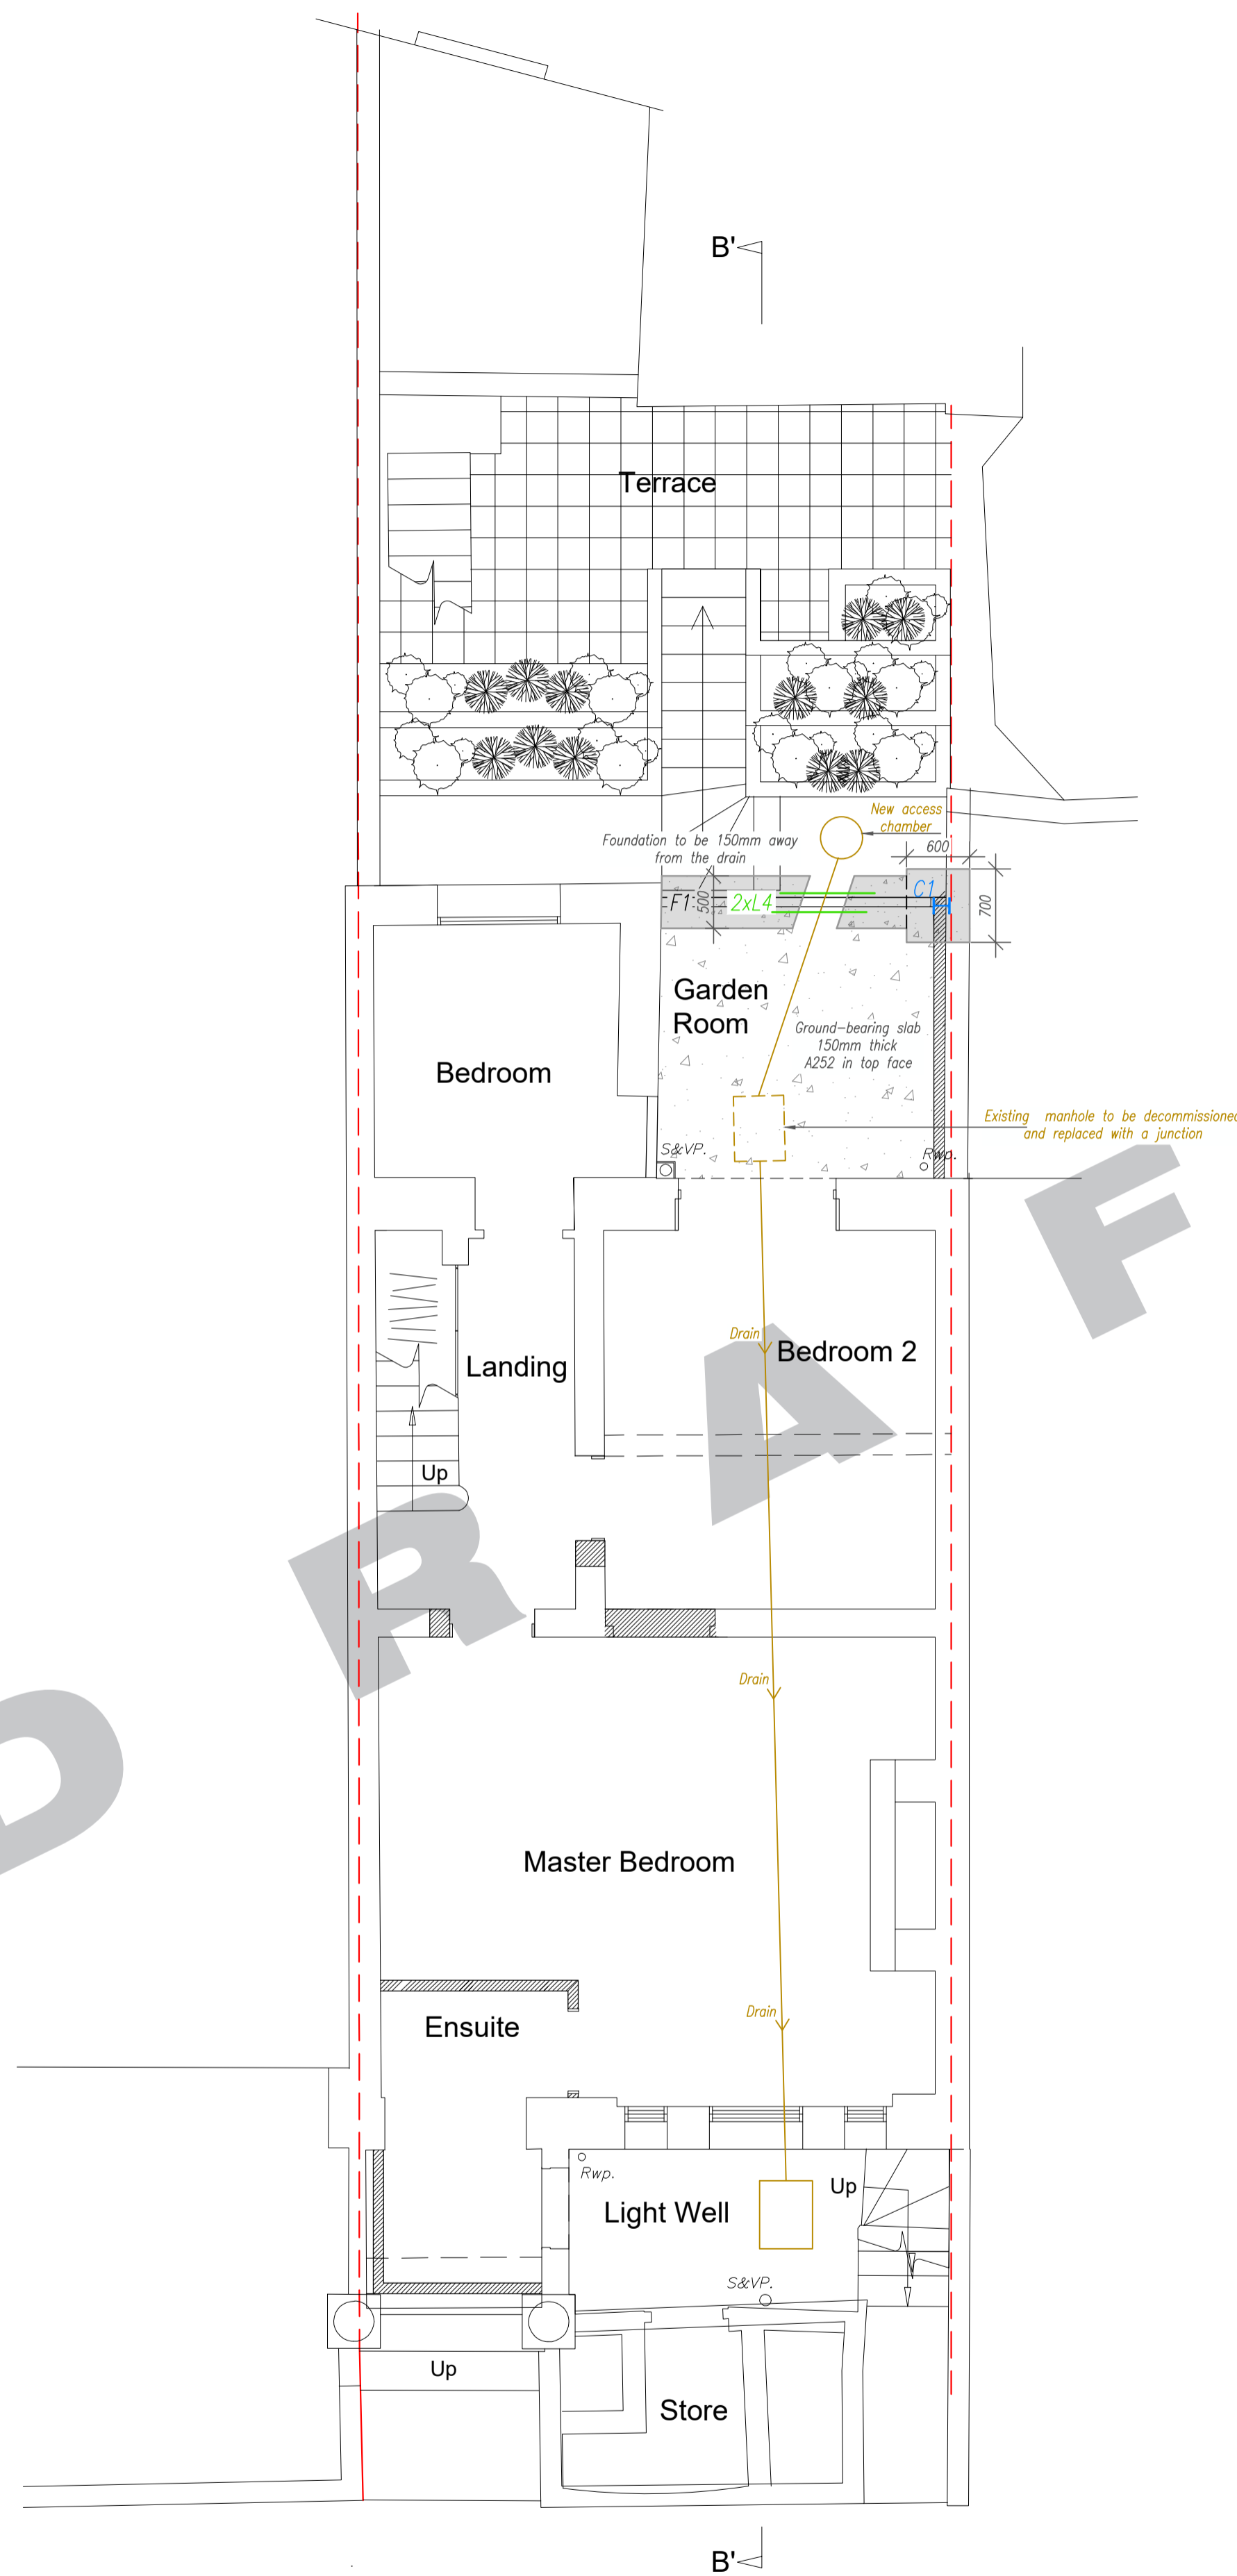 B'
Terrace
New access
chamber
600
Foundation to be 150mm away
from the drain
F1
500
2xL4
C1
700
Garden
Room
Ground-bearing slab
150mm thick
A252 in top face
Bedroom
Existing manhole to be decommissioned
and replaced with a junction
S&VP.
Rwp.
Drain
Bedroom 2
Landing
Up
D R A F
Drain
Master Bedroom
Drain
Ensuite
Rwp.
Light Well
Up
S&VP.
Up
Store
B'